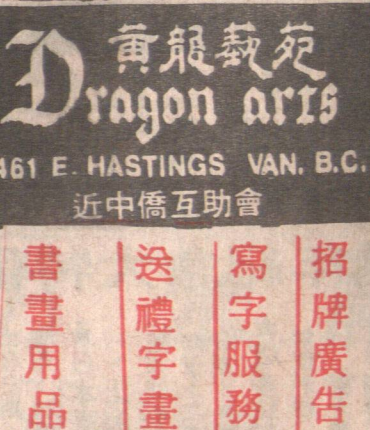 黃龍藝苑
Dragon arts
461 E. HASTINGS VAN. B.C.
近中僑互助會
招牌廣告
寫字服務
送禮字畫
書畫用品